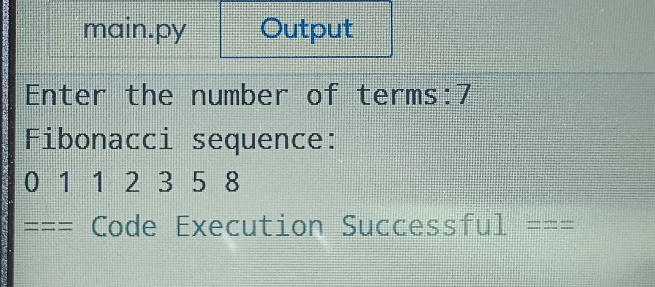 main.py Output
Enter the number of terms:7
Fibonacci sequence:
0 1 1 2 3 5 8
=== Code Execution Successful ===